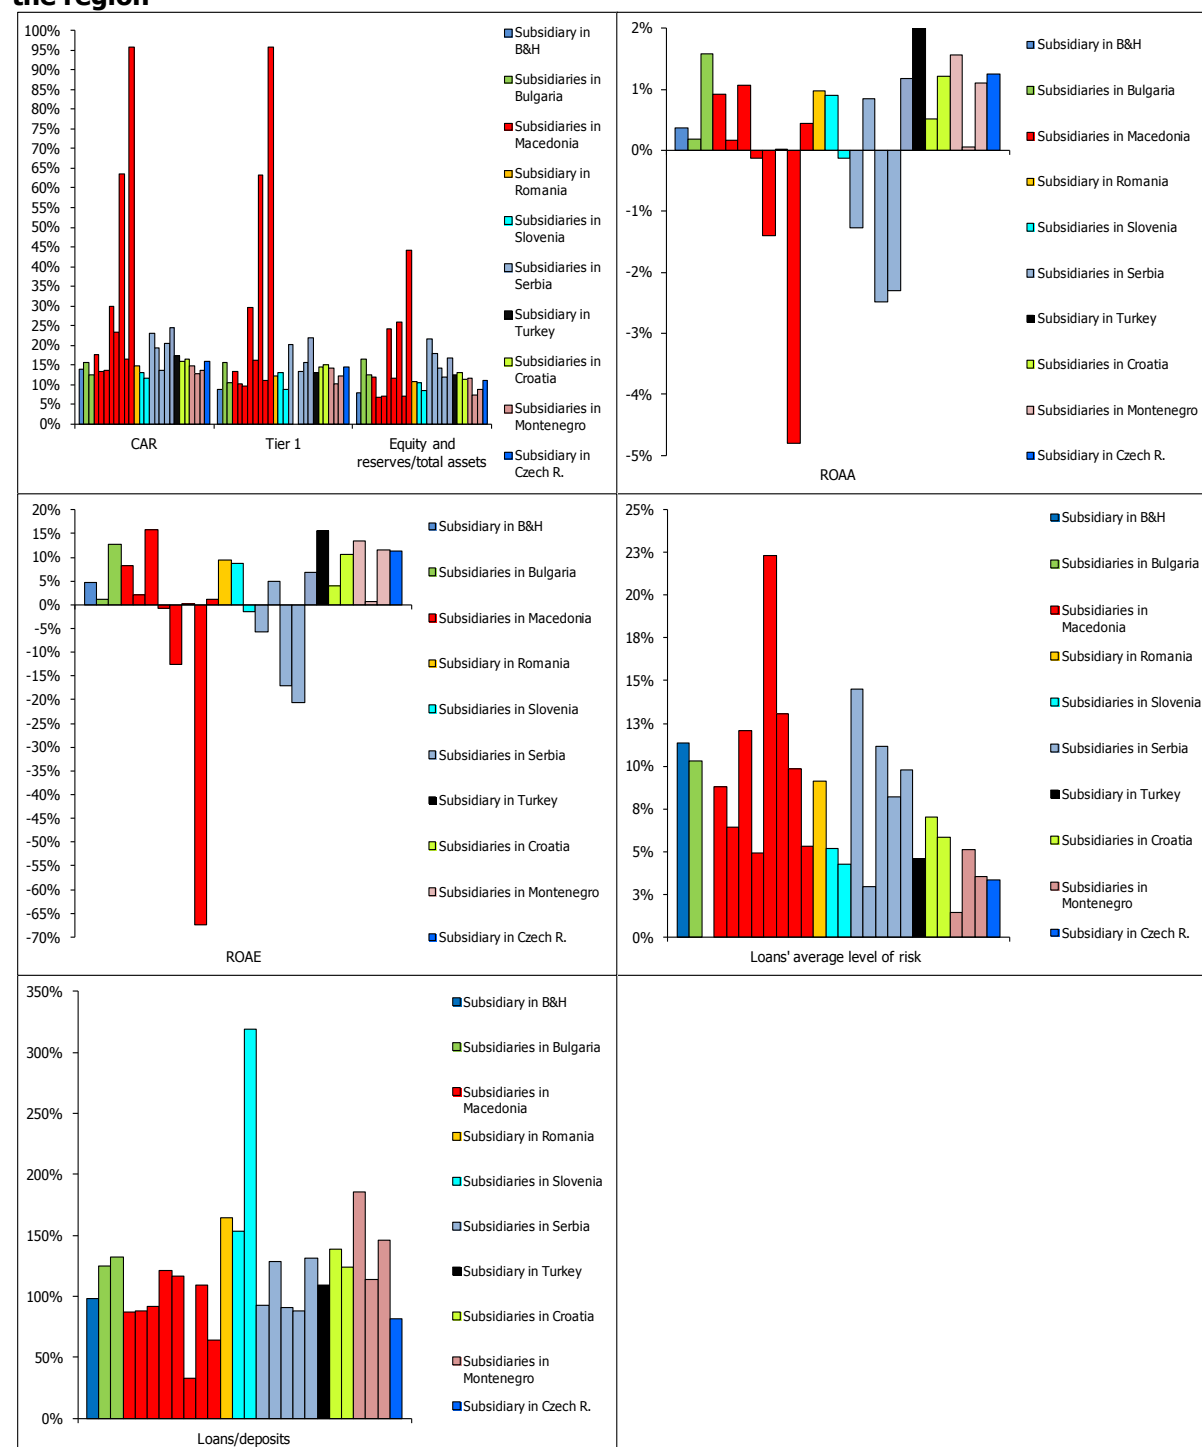 the region
100%
95%
90%
85%
80%
75%
70%
65%
60%
55%
50%
45%
40%
35%
30%
25%
20%
15%
10%
5%
0%
CAR
Tier 1
Equity and
reserves/total assets
Subsidiary in
B&H
Subsidiaries in
Bulgaria
Subsidiaries in
Macedonia
Subsidiary in
Romania
Subsidiaries in
Slovenia
Subsidiaries in
Serbia
Subsidiary in
Turkey
Subsidiaries in
Croatia
Subsidiaries in
Montenegro
Subsidiary in
Czech R.
2%
1%
0%
-1%
-2%
-3%
-4%
-5%
ROAA
Subsidiary in B&H
Subsidiaries in Bulgaria
Subsidiaries in Macedonia
Subsidiary in Romania
Subsidiaries in Slovenia
Subsidiaries in Serbia
Subsidiary in Turkey
Subsidiaries in Croatia
Subsidiaries in Montenegro
Subsidiary in Czech R.
20%
15%
10%
5%
0%
-5%
-10%
-15%
-20%
-25%
-30%
-35%
-40%
-45%
-50%
-55%
-60%
-65%
-70%
ROAE
Subsidiary in B&H
Subsidiaries in Bulgaria
Subsidiaries in Macedonia
Subsidiary in Romania
Subsidiaries in Slovenia
Subsidiaries in Serbia
Subsidiary in Turkey
Subsidiaries in Croatia
Subsidiaries in Montenegro
Subsidiary in Czech R.
25%
23%
20%
18%
15%
13%
10%
8%
5%
3%
0%
Loans' average level of risk
Subsidiary in B&H
Subsidiaries in Bulgaria
Subsidiaries in
Macedonia
Subsidiary in Romania
Subsidiaries in Slovenia
Subsidiaries in Serbia
Subsidiary in Turkey
Subsidiaries in Croatia
Subsidiaries in
Montenegro
Subsidiary in Czech R.
350%
300%
250%
200%
150%
100%
50%
0%
Loans/deposits
Subsidiary in B&H
Subsidiaries in Bulgaria
Subsidiaries in
Macedonia
Subsidiary in Romania
Subsidiaries in Slovenia
Subsidiaries in Serbia
Subsidiary in Turkey
Subsidiaries in Croatia
Subsidiaries in
Montenegro
Subsidiary in Czech R.